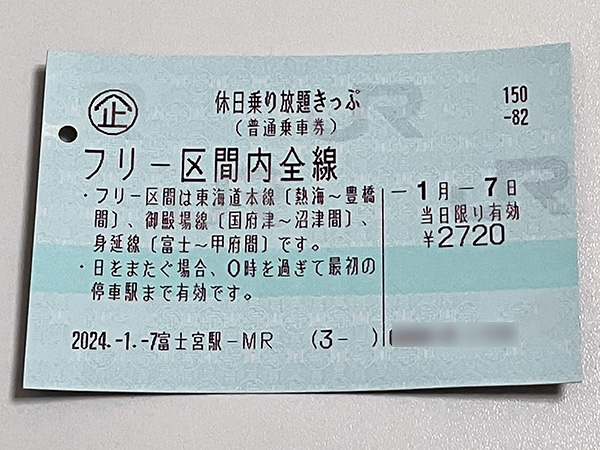 企
休日乗り放題きっぷ
150
(普通乗車券)
-82
フリー区間内全線
・フリー区間は東海道本線〔熱海～豊橋
間〕、御殿場線〔国府津～沼津間〕、
身延線〔富士～甲府間〕です。
・日をまたぐ場合、0時を過ぎて最初の
停車駅まで有効です。
-1月-7日
当日限り有効
¥2720
2024.-1.-7富士宮駅-MR (3- )